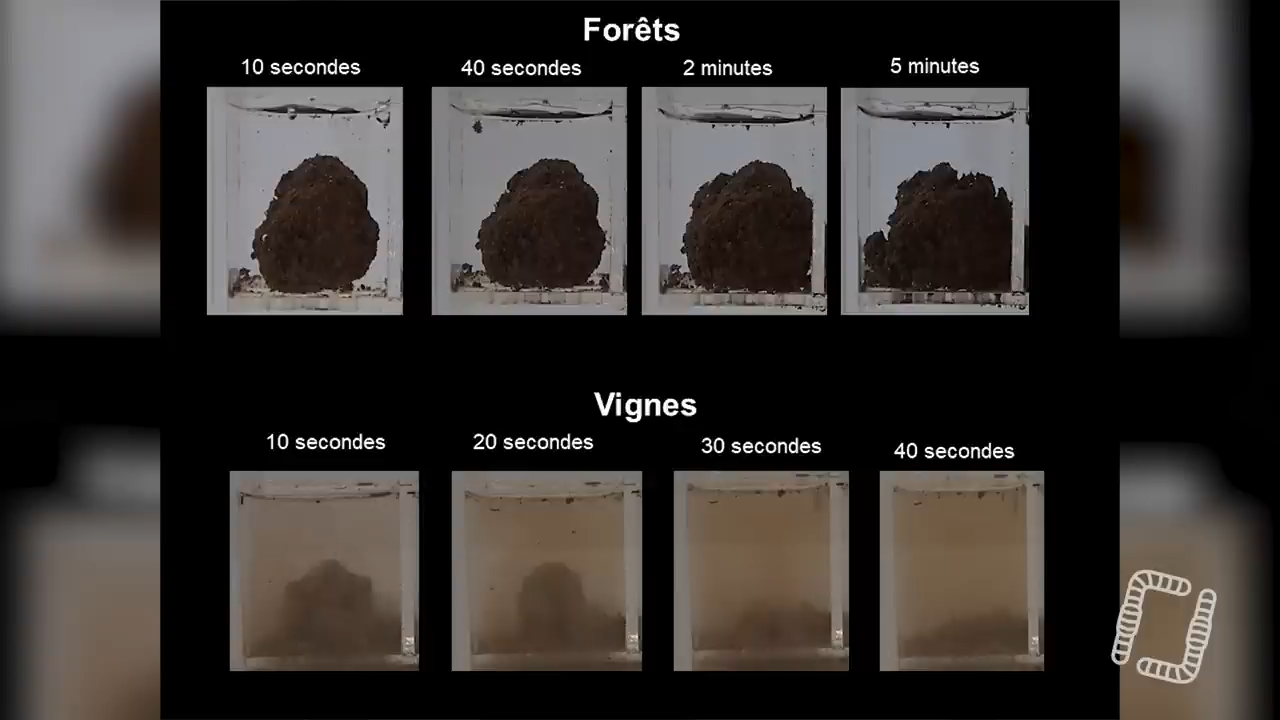 Forêts
10 secondes
40 secondes
2 minutes
5 minutes
Vignes
10 secondes
20 secondes
30 secondes
40 secondes